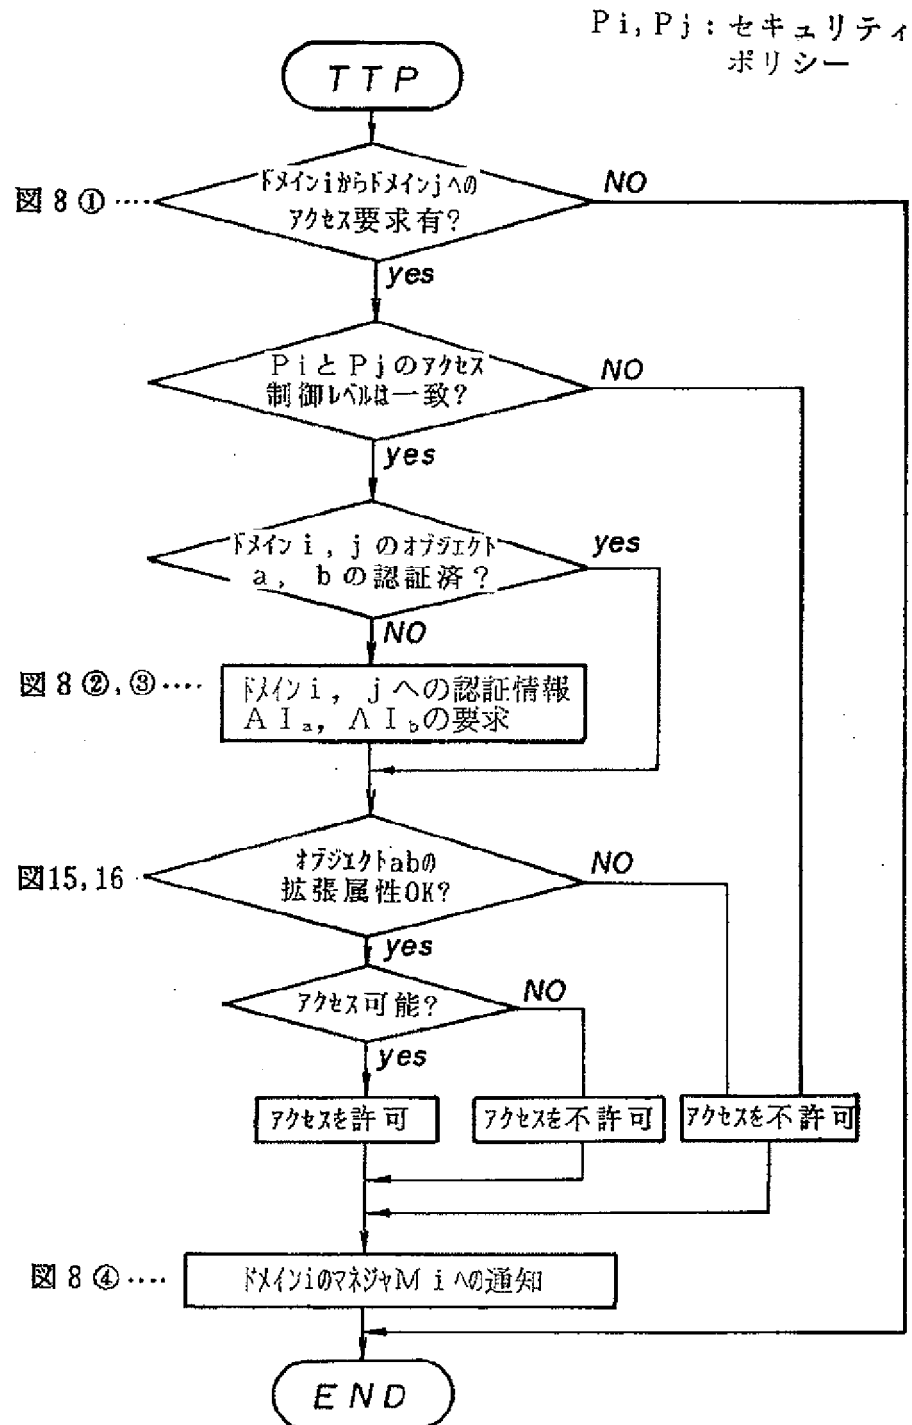 Pi, Pj : セキュリティ
ポリシー
TTP
ドメインiからドメインjへの
アクセス要求有?
NO
図8①‥‥
yes
PiとPjのアクセス
制御レベルは一致?
NO
yes
ドメインi, jのオブジェクト
a, bの認証済?
yes
NO
図8②,③‥‥
ドメインi, jへの認証情報
AIa, AIbの要求
オブジェクトabの
拡張属性OK?
NO
図15,16
yes
アクセス可能?
NO
yes
アクセスを許可
アクセスを不許可
アクセスを不許可
図8④‥‥
ドメインiのマネジャMiへの通知
END